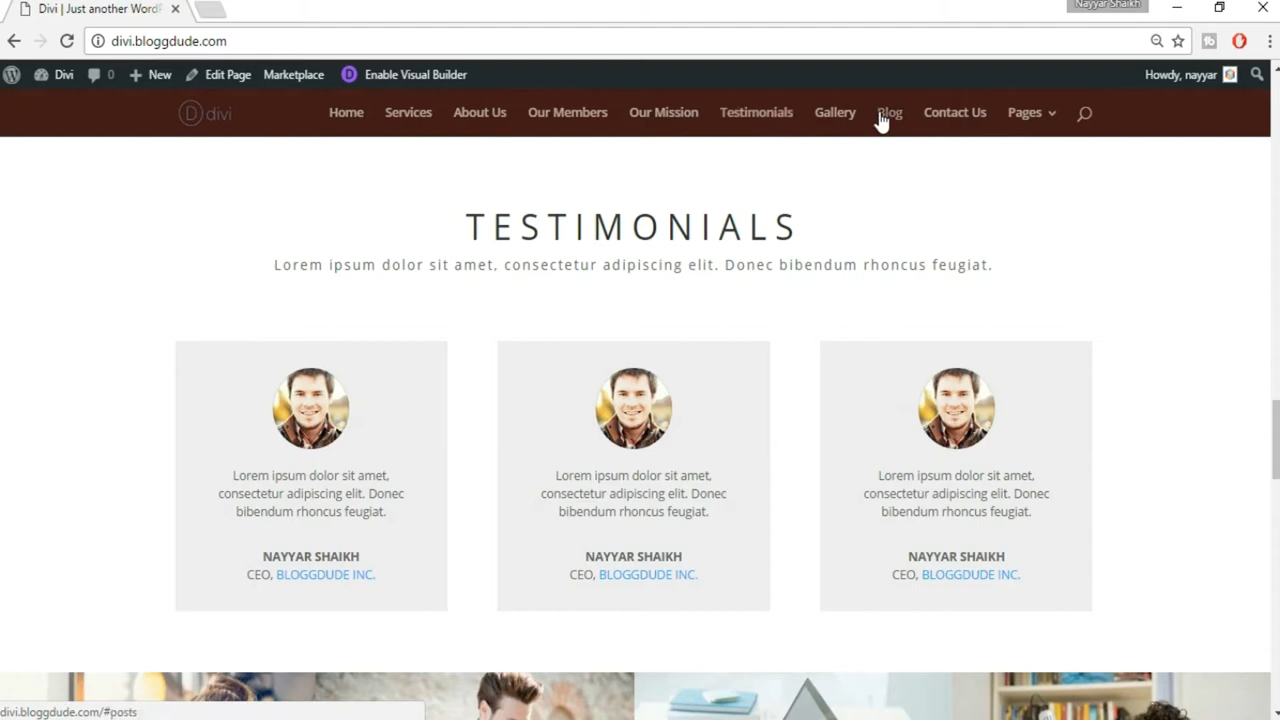 Divi | Just another Word
Nayyar Shaikh
divi.bloggdude.com
Divi 0 New Edit Page Marketplace Enable Visual Builder Howdy, nayyar
D divi Home Services About Us Our Members Our Mission Testimonials Gallery Blog Contact Us Pages
TESTIMONIALS
Lorem ipsum dolor sit amet, consectetur adipiscing elit. Donec bibendum rhoncus feugiat.
Lorem ipsum dolor sit amet,
consectetur adipiscing elit. Donec
bibendum rhoncus feugiat.
NAYYAR SHAIKH
CEO, BLOGGDUDE INC.
Lorem ipsum dolor sit amet,
consectetur adipiscing elit. Donec
bibendum rhoncus feugiat.
NAYYAR SHAIKH
CEO, BLOGGDUDE INC.
Lorem ipsum dolor sit amet,
consectetur adipiscing elit. Donec
bibendum rhoncus feugiat.
NAYYAR SHAIKH
CEO, BLOGGDUDE INC.
divi.bloggdude.com/#posts